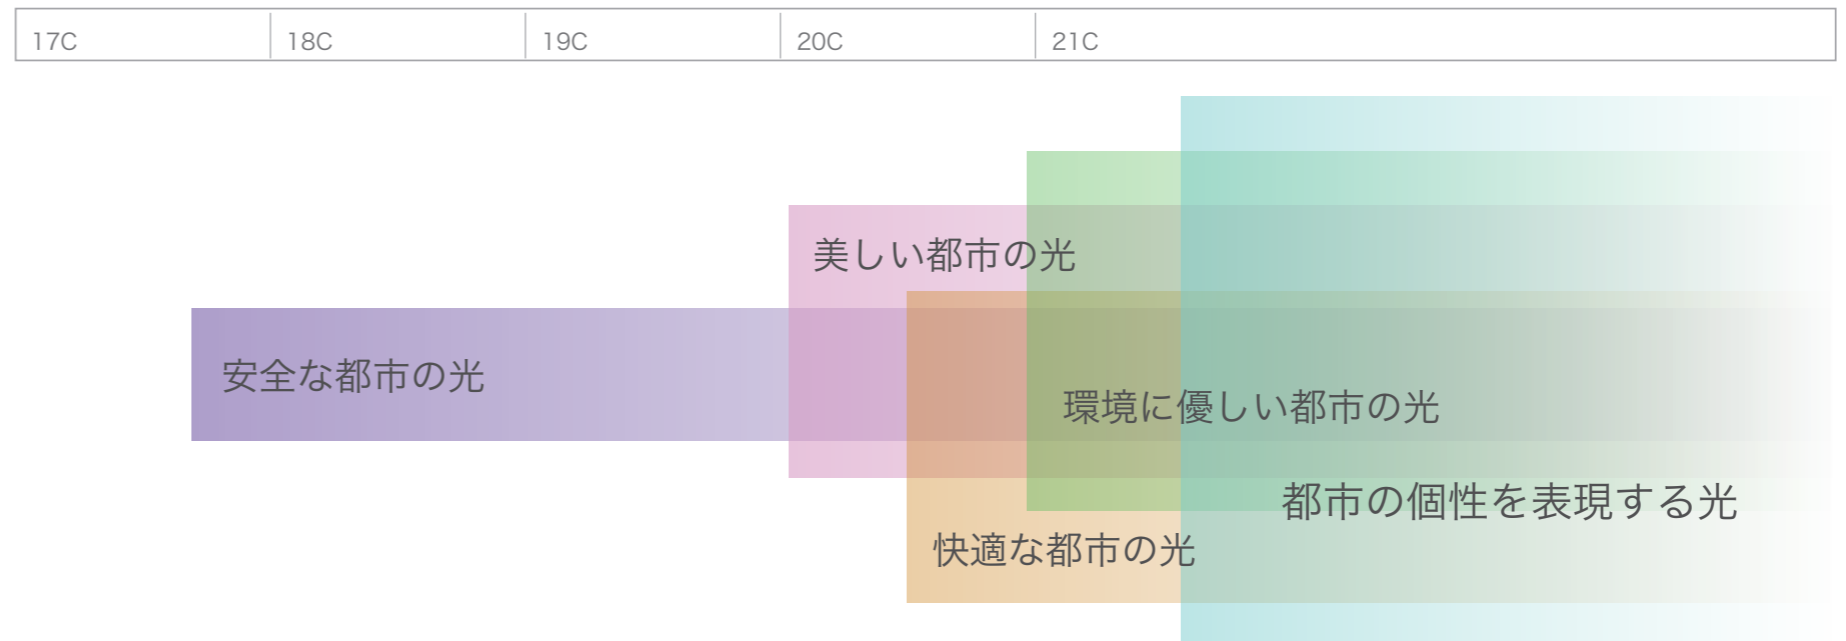 17C
18C
19C
20C
21C
美しい都市の光
安全な都市の光
環境に優しい都市の光
都市の個性を表現する光
快適な都市の光